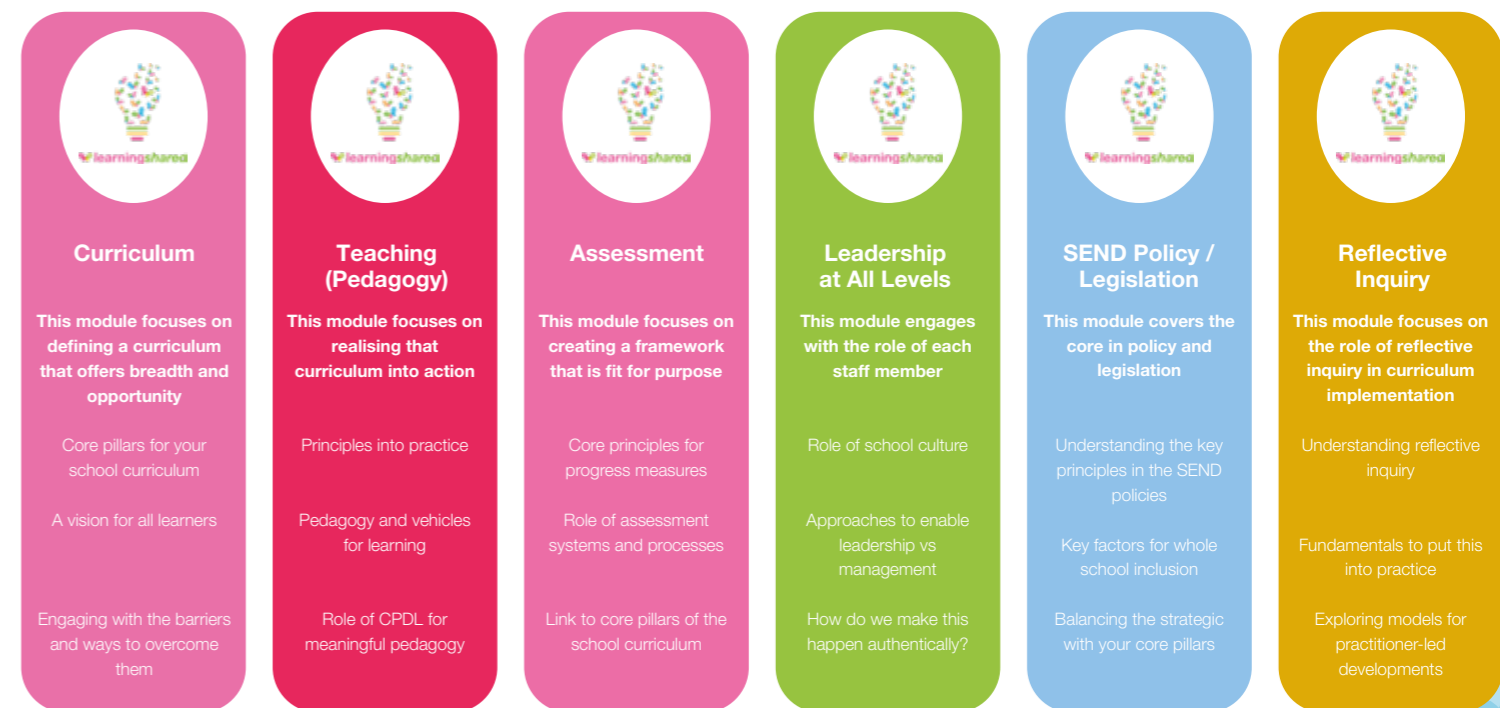 learningshared
Curriculum
This module focuses on
defining a curriculum
that offers breadth and
opportunity
Core pillars for your
school curriculum
A vision for all learners
Engaging with the barriers
and ways to overcome
them
learningshared
Teaching
(Pedagogy)
This module focuses on
realising that
curriculum into action
Principles into practice
Pedagogy and vehicles
for learning
Role of CPDL for
meaningful pedagogy
learningshared
Assessment
This module focuses on
creating a framework
that is fit for purpose
Core principles for
progress measures
Role of assessment
systems and processes
Link to core pillars of the
school curriculum
learningshared
Leadership
at All Levels
This module engages
with the role of each
staff member
Role of school culture
Approaches to enable
leadership vs
management
How do we make this
happen authentically?
learningshared
SEND Policy /
Legislation
This module covers the
core in policy and
legislation
Understanding the key
principles in the SEND
policies
Key factors for whole
school inclusion
Balancing the strategic
with your core pillars
learningshared
Reflective
Inquiry
This module focuses on
the role of reflective
inquiry in curriculum
implementation
Understanding reflective
inquiry
Fundamentals to put this
into practice
Exploring models for
practitioner-led
developments